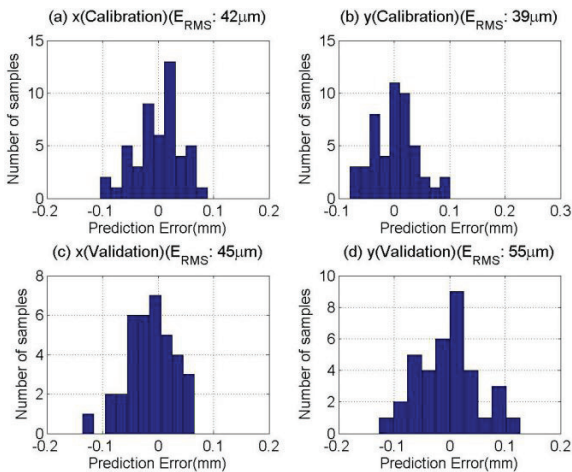 (a) x(Calibration)(E_RMS: 42μm)
Number of samples
15
10
5
0
-0.2 -0.1 0 0.1 0.2
Prediction Error(mm)
(b) y(Calibration)(E_RMS: 39μm)
Number of samples
15
10
5
0
-0.1 0 0.1 0.2 0.3
Prediction Error(mm)
(c) x(Validation)(E_RMS: 45μm)
Number of samples
8
6
4
2
0
-0.2 -0.1 0 0.1 0.2
Prediction Error(mm)
(d) y(Validation)(E_RMS: 55μm)
Number of samples
10
8
6
4
2
0
-0.2 -0.1 0 0.1 0.2
Prediction Error(mm)